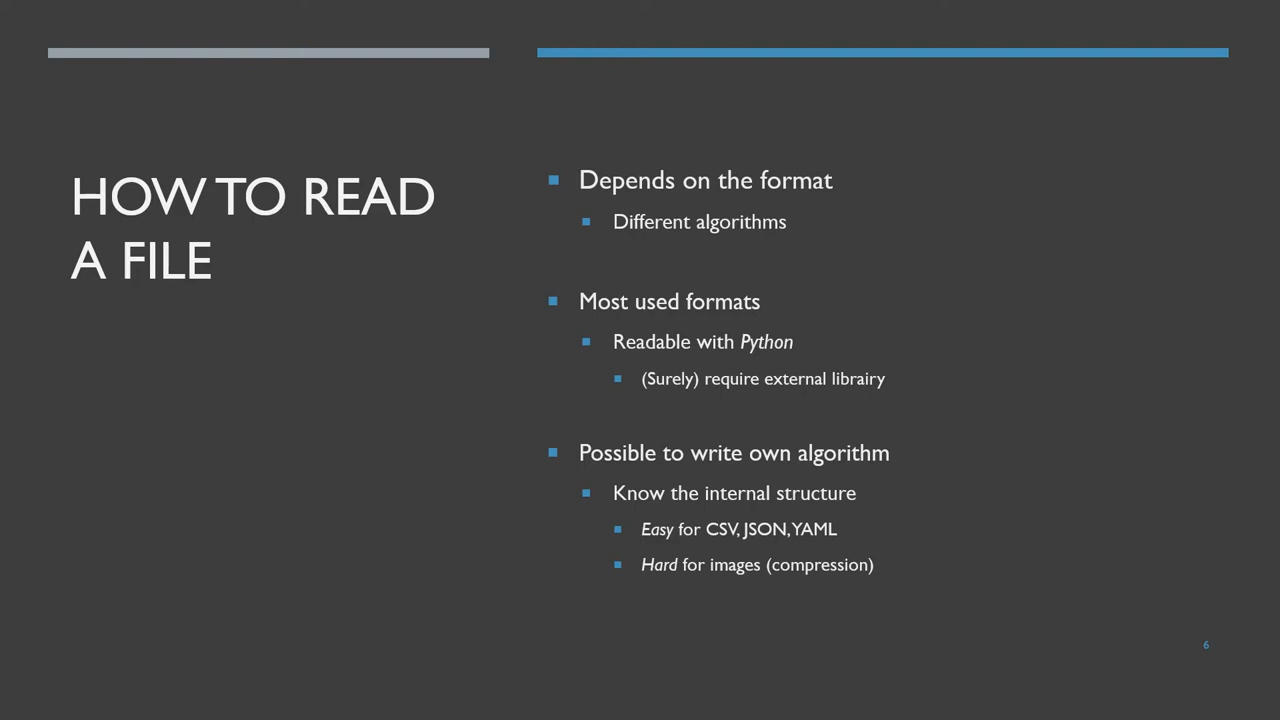 HOW TO READ
A FILE
Depends on the format
Different algorithms
Most used formats
Readable with Python
(Surely) require external librairy
Possible to write own algorithm
Know the internal structure
Easy for CSV, JSON, YAML
Hard for images (compression)
6